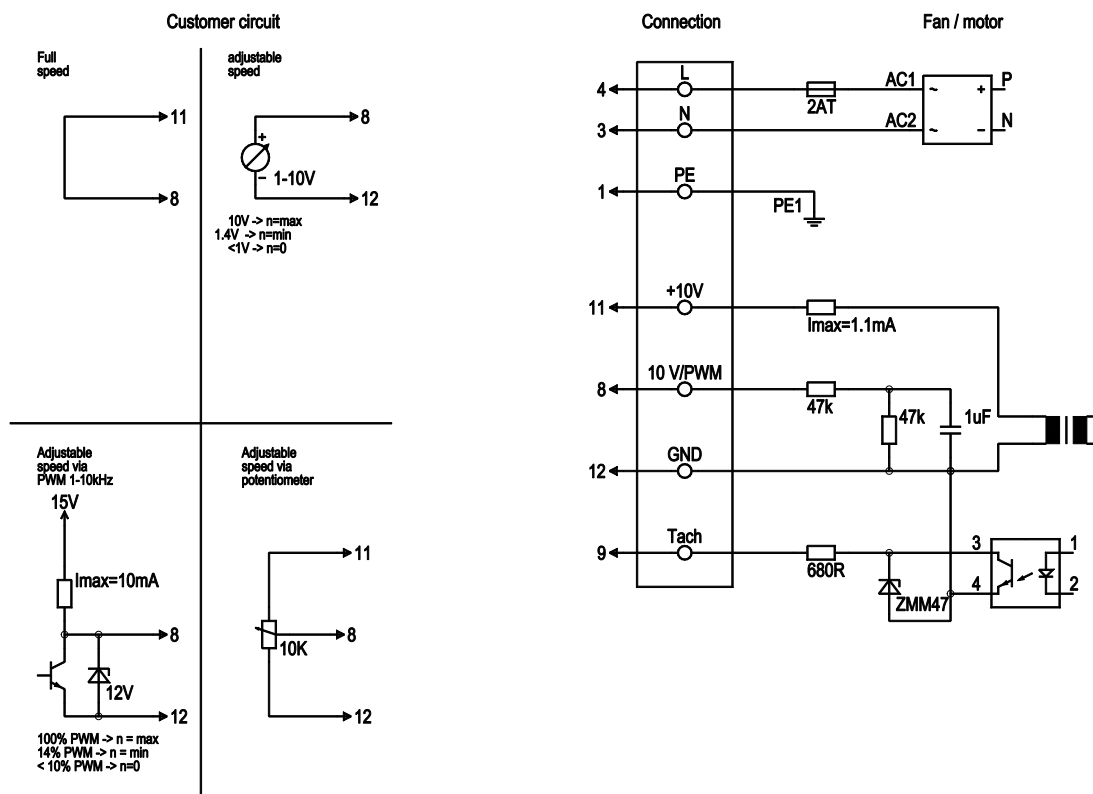 Customer circuit
Connection
Fan / motor
Full
speed
11
8
adjustable
speed
8
+
−
1-10V
12
10V -> n=max
1.4V -> n=min
<1V -> n=0
Adjustable
speed via
PWM 1-10kHz
15V
Imax=10mA
8
12V
12
100% PWM -> n = max
14% PWM -> n = min
< 10% PWM -> n=0
Adjustable
speed via
potentiometer
11
8
10K
12
4
L
2AT
AC1
~
+
P
3
N
AC2
~
−
N
1
PE
PE1
11
+10V
Imax=1.1mA
8
10 V/PWM
47k
47k
1uF
12
GND
9
Tach
680R
ZMM47
3
1
4
2